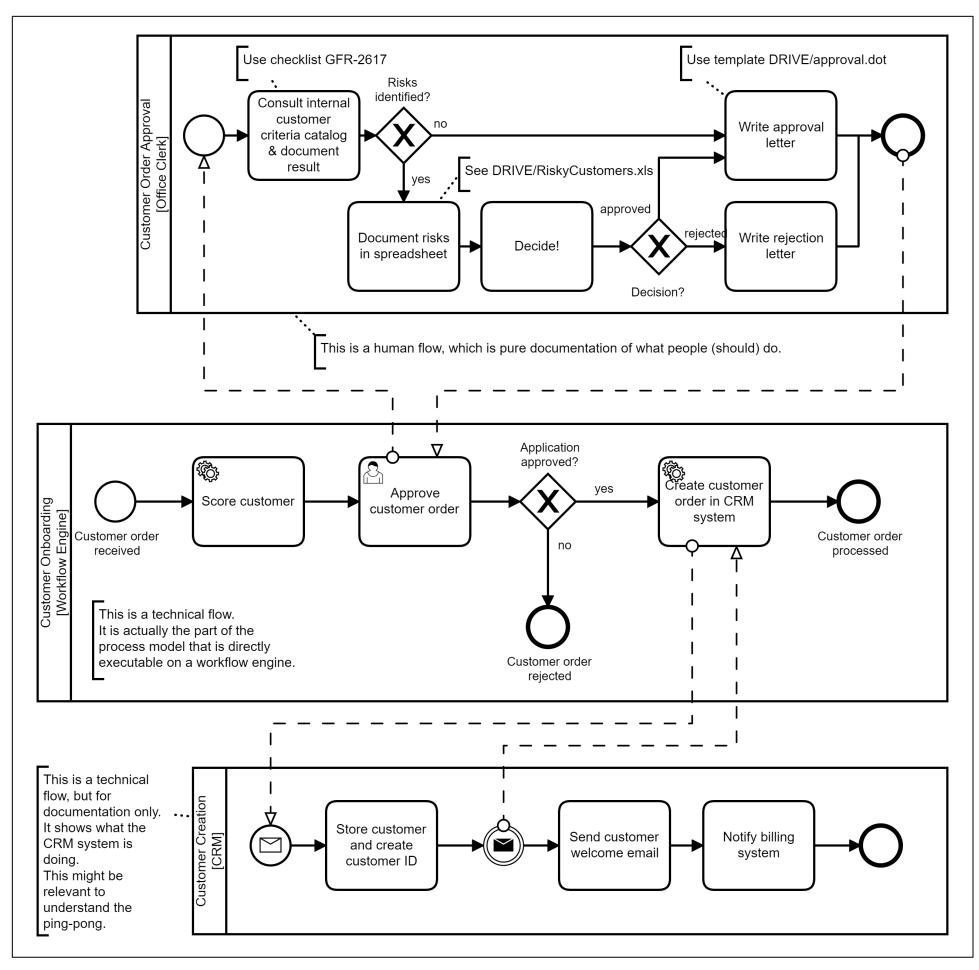 Customer Order Approval
[Office Clerk]
Use checklist GFR-2617
Consult internal
customer
criteria catalog
& document
result
Risks
identified?
no
yes
Use template DRIVE/approval.dot
Write approval
letter
See DRIVE/RiskyCustomers.xls
Document risks
in spreadsheet
Decide!
approved
rejected
Decision?
Write rejection
letter
This is a human flow, which is pure documentation of what people (should) do.
Customer Onboarding
[Workflow Engine]
Customer order
received
Score customer
Approve
customer order
Application
approved?
yes
no
Create customer
order in CRM
system
Customer order
processed
Customer order
rejected
This is a technical flow.
It is actually the part of the
process model that is directly
executable on a workflow engine.
This is a technical
flow, but for
documentation only.
It shows what the
CRM system is
doing.
This might be
relevant to
understand the
ping-pong.
Customer Creation
[CRM]
Store customer
and create
customer ID
Send customer
welcome email
Notify billing
system